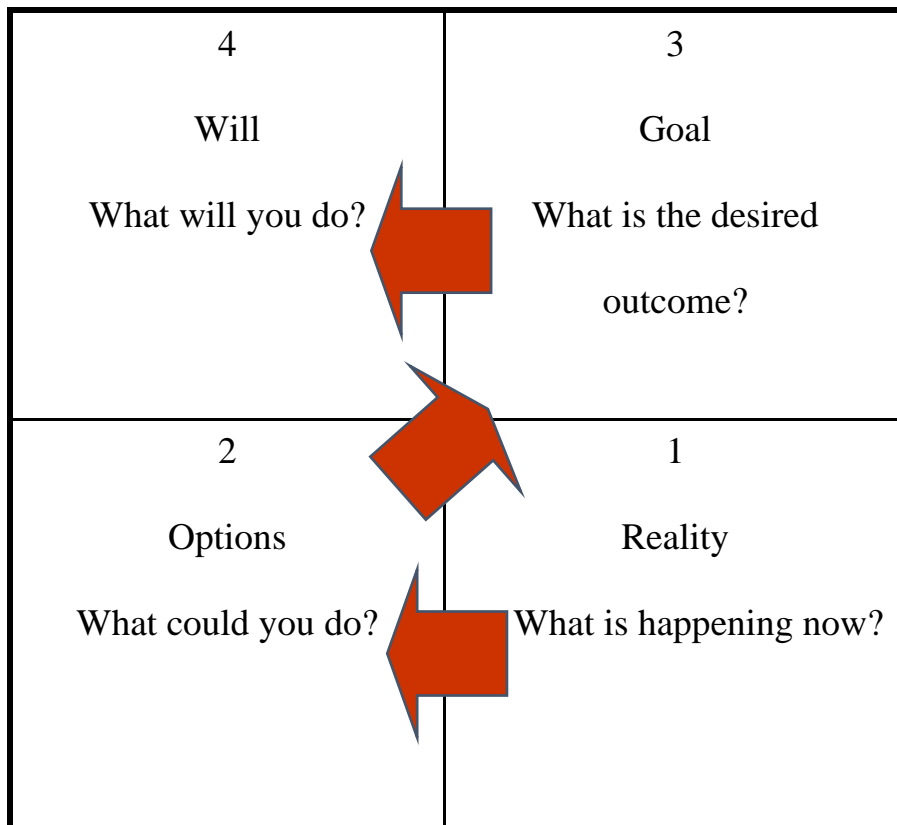 4
Will
What will you do?
3
Goal
What is the desired
outcome?
2
Options
What could you do?
1
Reality
What is happening now?